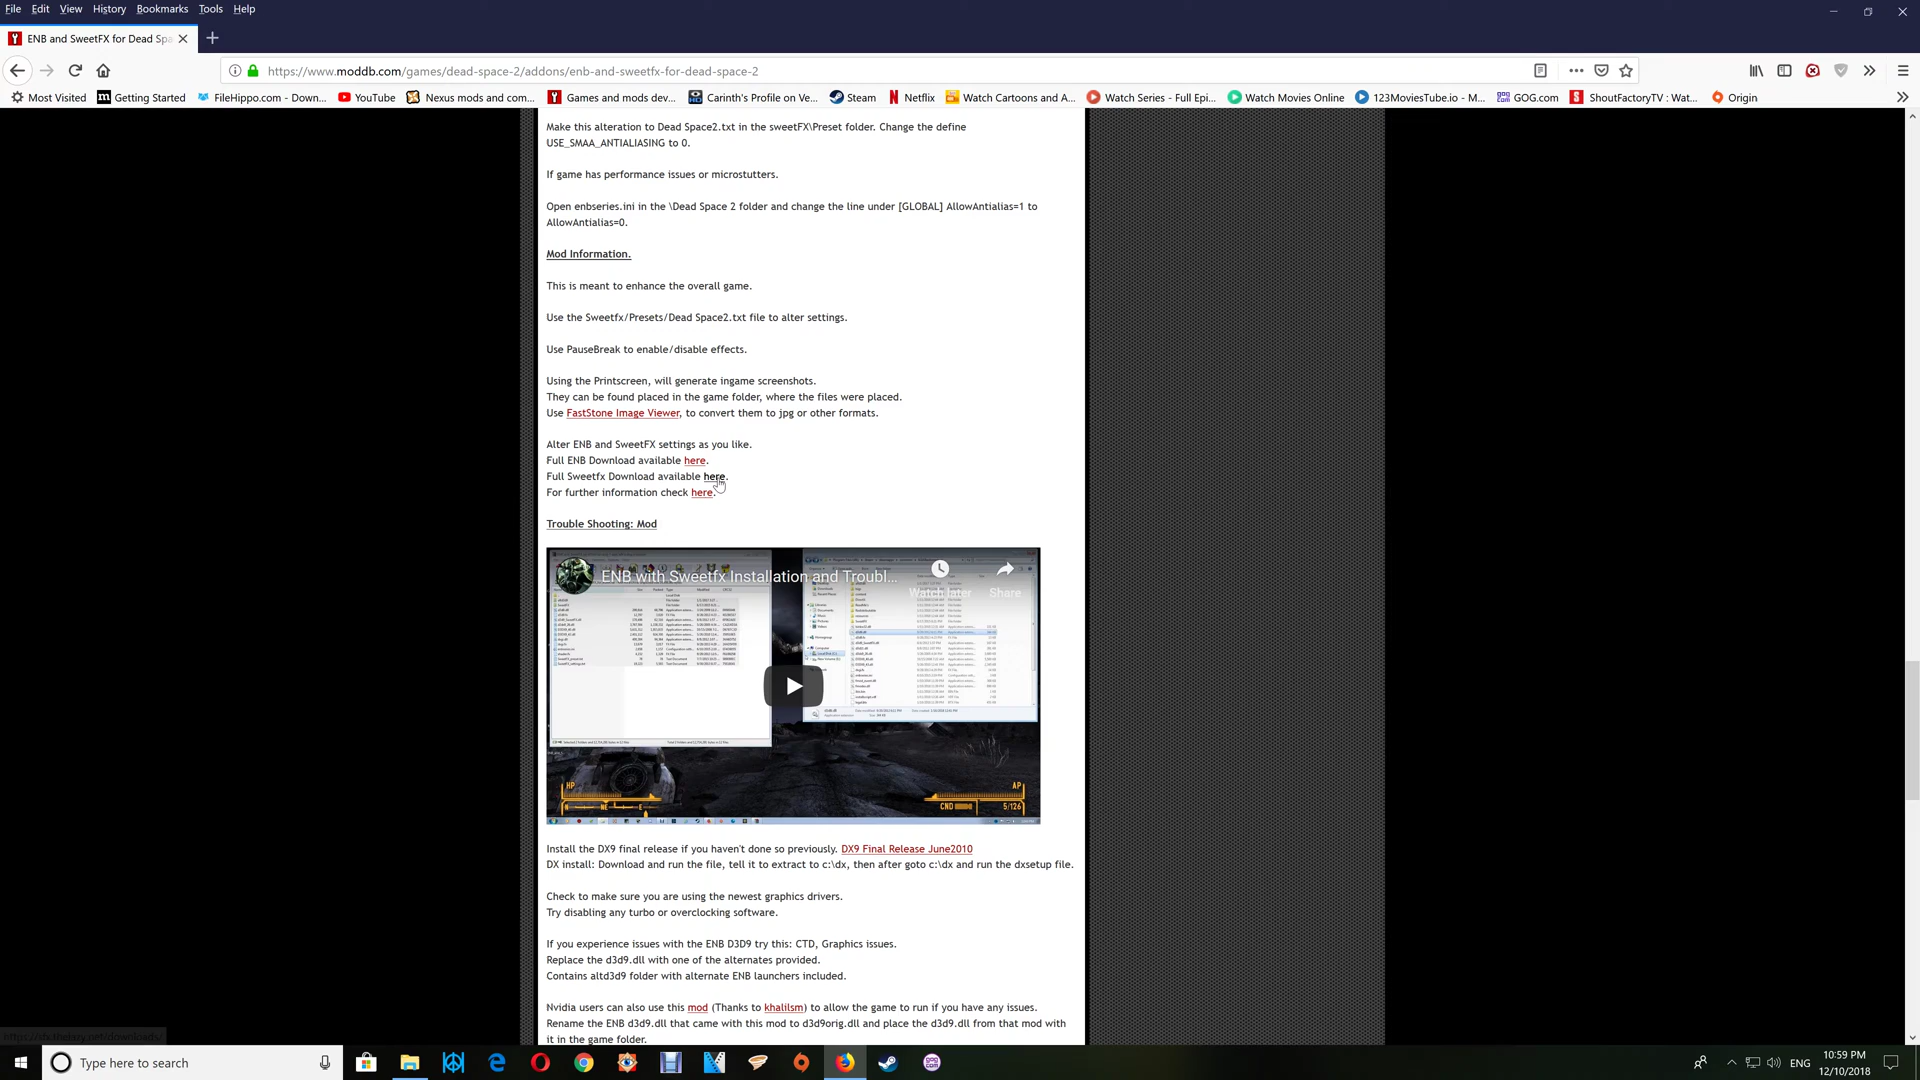 File Edit View History Bookmarks Tools Help
ENB and SweetFX for Dead Spa
https://www.moddb.com/games/dead-space-2/addons/enb-and-sweetfx-for-dead-space-2
Most Visited Getting Started FileHippo.com - Down... YouTube Nexus mods and com... Games and mods dev... Carinth's Profile on Ve... Steam Netflix Watch Cartoons and A... Watch Series - Full Epi... Watch Movies Online 123MoviesTube.io - M... GOG.com ShoutFactoryTV : Wat... Origin
Make this alteration to Dead Space2.txt in the sweetFX\Preset folder. Change the define
USE_SMAA_ANTIALIASING to 0.
If game has performance issues or microstutters.
Open enbseries.ini in the \Dead Space 2 folder and change the line under [GLOBAL] AllowAntialias=1 to
AllowAntialias=0.
Mod Information.
This is meant to enhance the overall game.
Use the Sweetfx/Presets/Dead Space2.txt file to alter settings.
Use PauseBreak to enable/disable effects.
Using the Printscreen, will generate ingame screenshots.
They can be found placed in the game folder, where the files were placed.
Use FastStone Image Viewer, to convert them to jpg or other formats.
Alter ENB and SweetFX settings as you like.
Full ENB Download available here.
Full Sweetfx Download available here.
For further information check here.
Trouble Shooting: Mod
ENB with Sweetfx Installation and Troubl...
Watch later Share
HP AP
CND 5/126
Install the DX9 final release if you haven't done so previously. DX9 Final Release June2010
DX install: Download and run the file, tell it to extract to c:\dx, then after goto c:\dx and run the dxsetup file.
Check to make sure you are using the newest graphics drivers.
Try disabling any turbo or overclocking software.
If you experience issues with the ENB D3D9 try this: CTD, Graphics issues.
Replace the d3d9.dll with one of the alternates provided.
Contains altd3d9 folder with alternate ENB launchers included.
Nvidia users can also use this mod (Thanks to khalilsm) to allow the game to run if you have any issues.
Rename the ENB d3d9.dll that came with this mod to d3d9orig.dll and place the d3d9.dll from that mod with
it in the game folder.
Type here to search
ENG
10:59 PM
12/10/2018